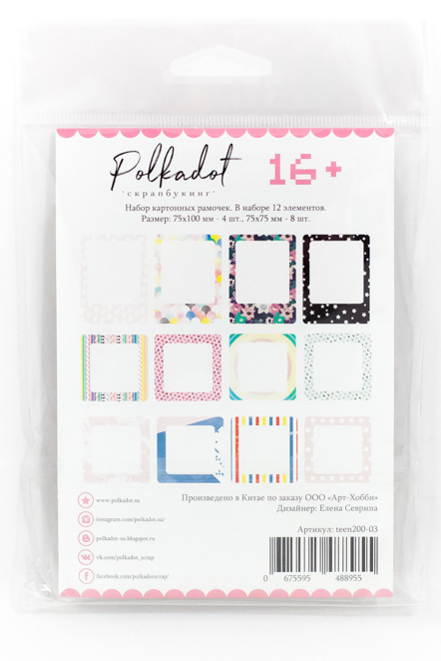 Polkadot
"скрапбукинг"
16+
Набор картонных рамочек. В наборе 12 элементов.
Размер: 75x100 мм - 4 шт., 75x75 мм - 8 шт.
www.polkadot.su
instagram.com/polkadot.su/
polkadot-su.blogspot.ru
vk.com/polkadot_scrap
facebook.com/polkadotscrap/
Произведено в Китае по заказу ООО «Арт-Хобби»
Дизайнер: Елена Севрина
Артикул: teen200-03
0 675595 488955